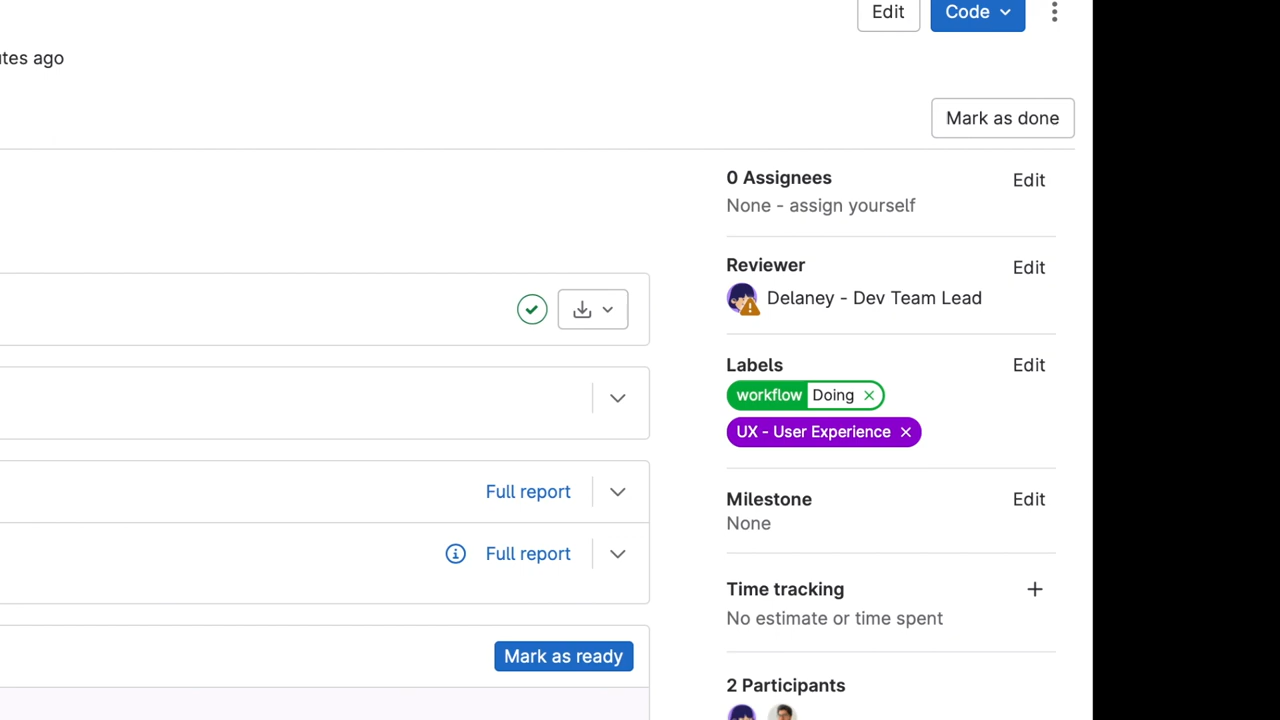 Edit
Code
utes ago
Mark as done
0 Assignees
Edit
None - assign yourself
Reviewer
Edit
Delaney - Dev Team Lead
Labels
Edit
workflow Doing
UX - User Experience
Full report
Milestone
Edit
None
Full report
Time tracking
No estimate or time spent
Mark as ready
2 Participants